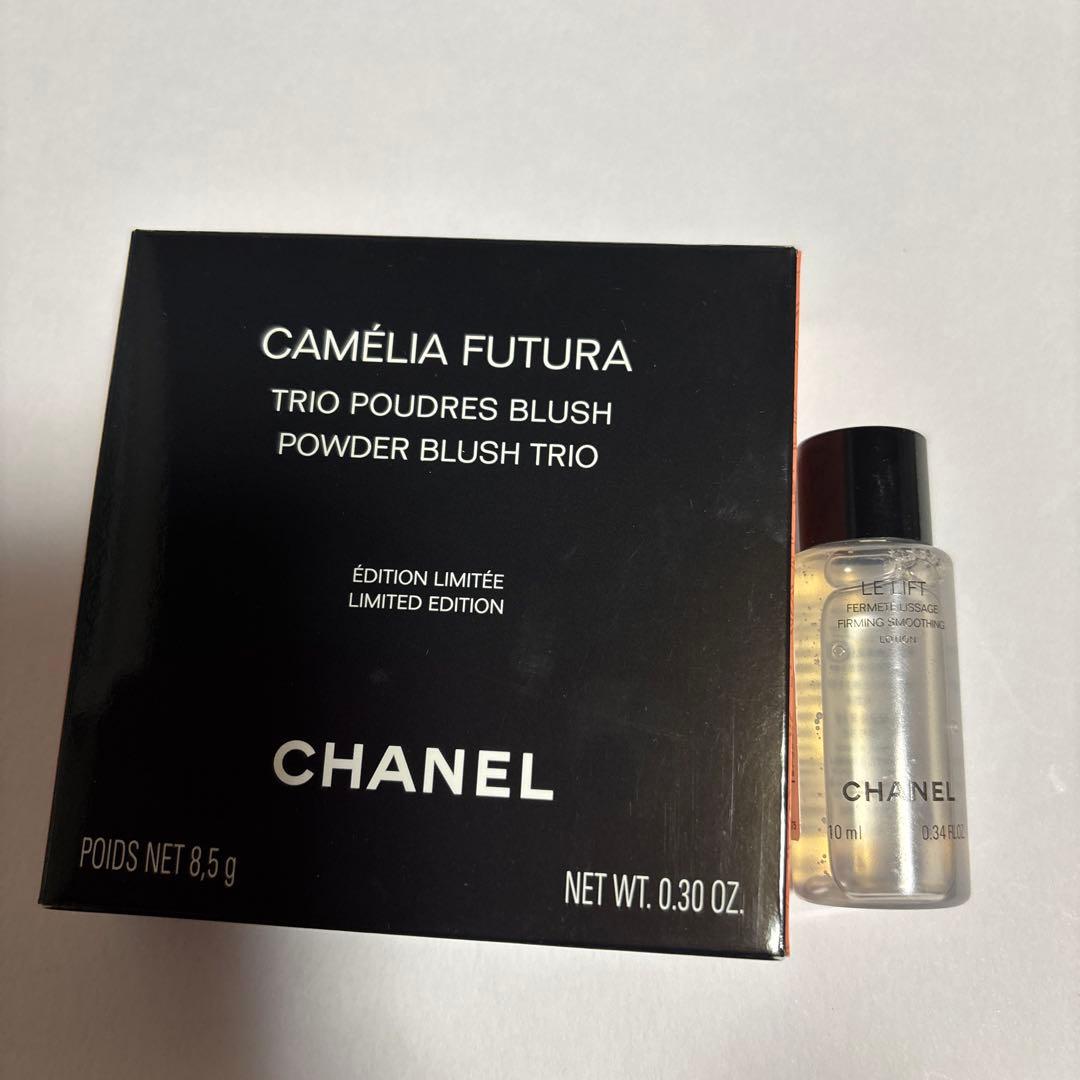 CAMÉLIA FUTURA
TRIO POUDRES BLUSH
POWDER BLUSH TRIO
ÉDITION LIMITÉE
LIMITED EDITION
CHANEL
POIDS NET 8,5 g
NET WT. 0.30 OZ.
LE LIFT
FERMETÉ LISSAGE
FIRMING SMOOTHING
LOTION
CHANEL
10 ml 0.34 FL.OZ